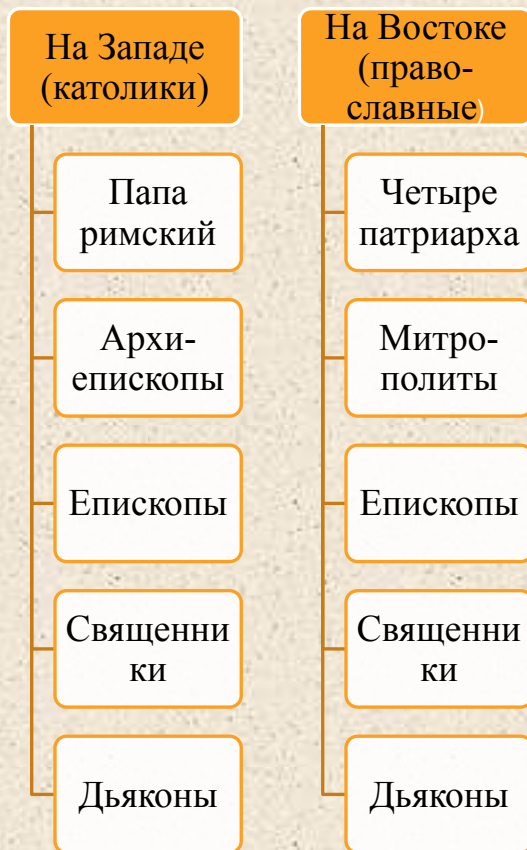 На Западе
(католики)
Папа
римский
Архи-
епископы
Епископы
Священни
ки
Дьяконы
На Востоке
(право-
славные)
Четыре
патриарха
Митро-
политы
Епископы
Священни
ки
Дьяконы